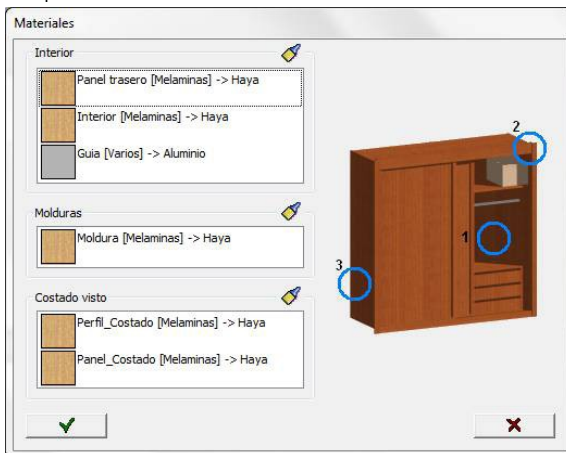 Materiales
Interior
Panel trasero [Melaminas] -> Haya
Interior [Melaminas] -> Haya
Guia [Varios] -> Aluminio
Molduras
Moldura [Melaminas] -> Haya
Costado visto
Perfil_Costado [Melaminas] -> Haya
Panel_Costado [Melaminas] -> Haya
2
1
3